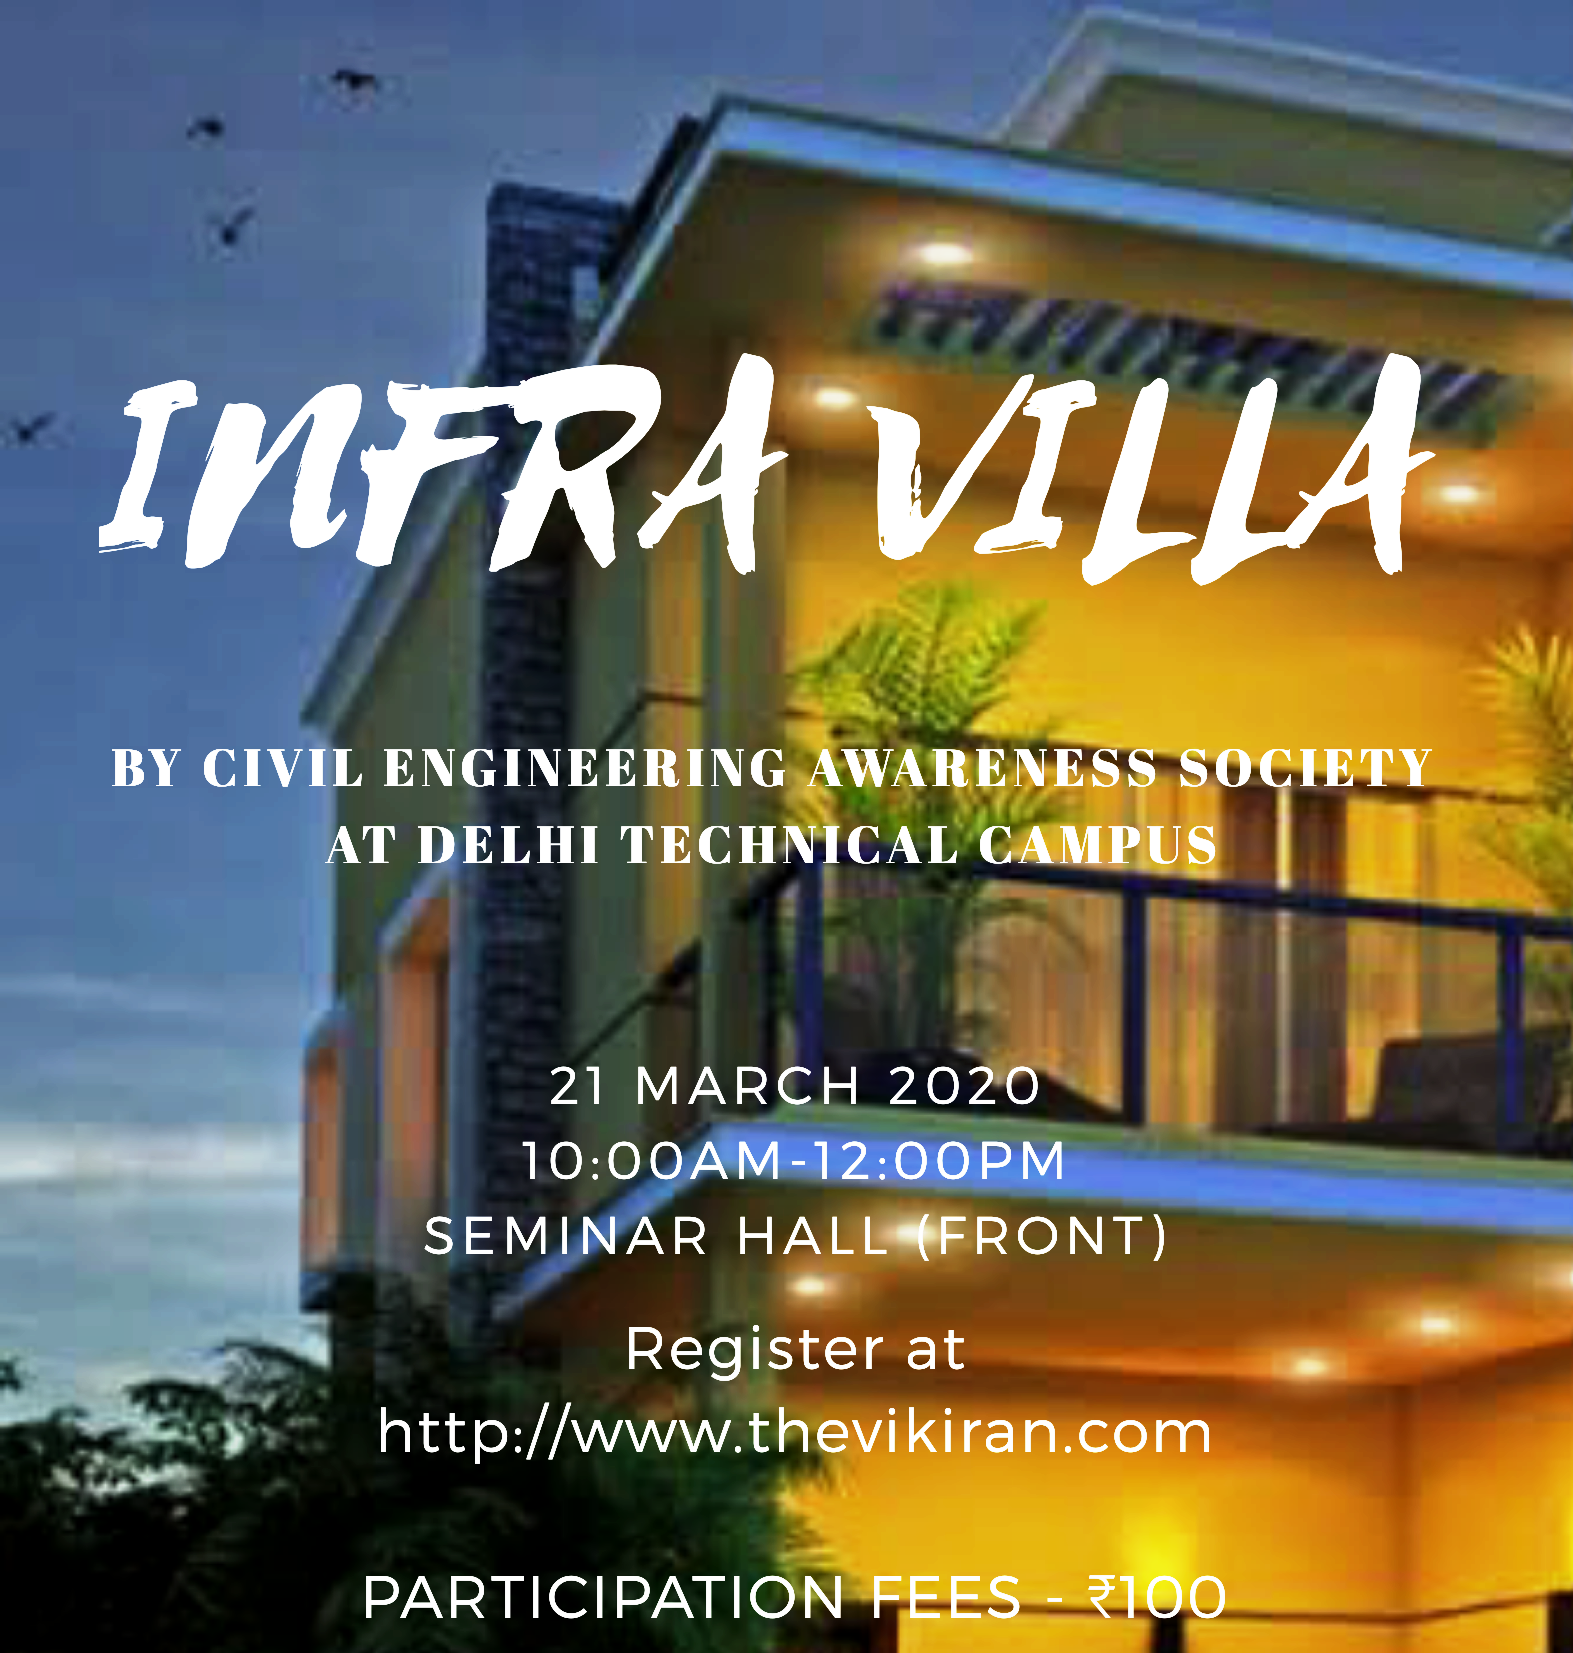 INFRA VILLA
BY CIVIL ENGINEERING AWARENESS SOCIETY
AT DELHI TECHNICAL CAMPUS
21 MARCH 2020
10:00AM-12:00PM
SEMINAR HALL (FRONT)
Register at
http://www.thevikiran.com
PARTICIPATION FEES - ₹100